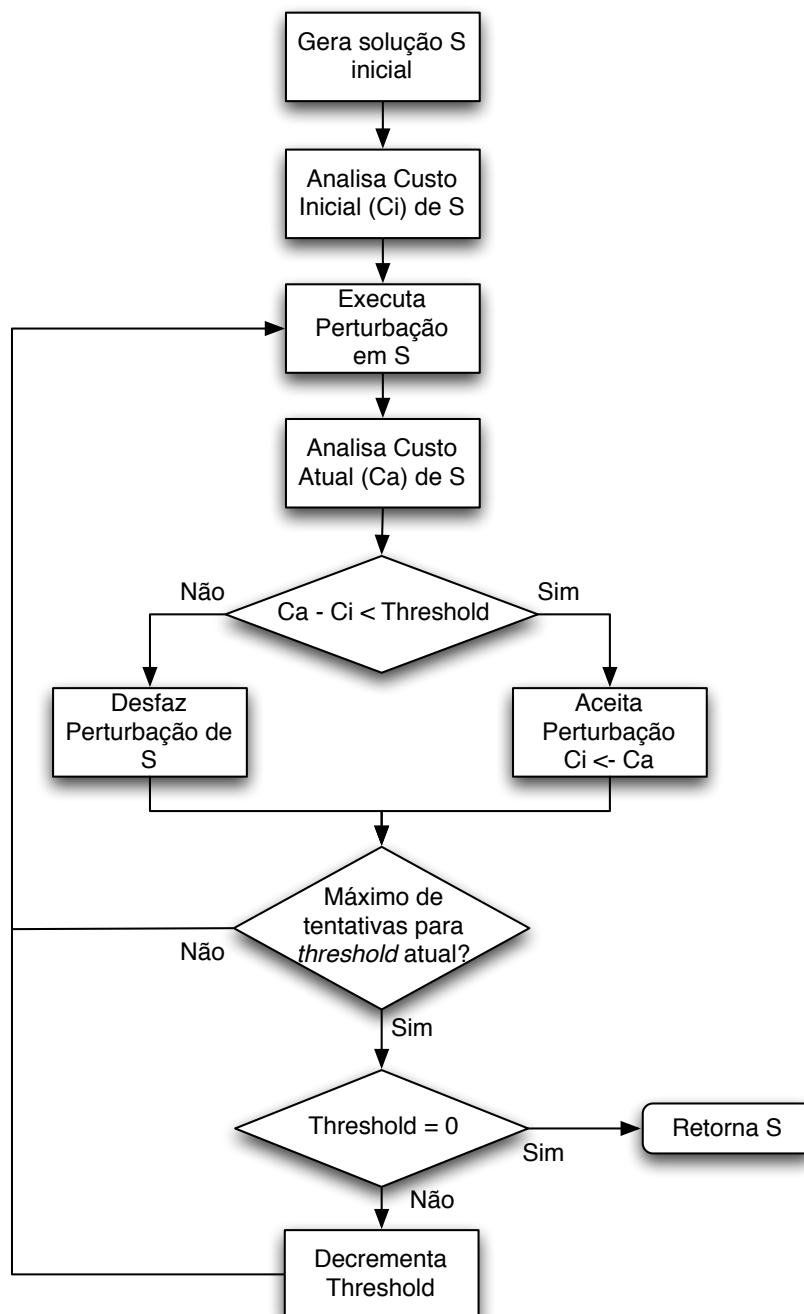 Gera solução S
inicial
Analisa Custo
Inicial (Ci) de S
Executa
Perturbação
em S
Analisa Custo
Atual (Ca) de S
Não
Ca - Ci < Threshold
Sim
Desfaz
Perturbação de
S
Aceita
Perturbação
Ci <- Ca
Máximo de
tentativas para
threshold atual?
Não
Sim
Threshold = 0
Sim
Retorna S
Não
Decrementa
Threshold